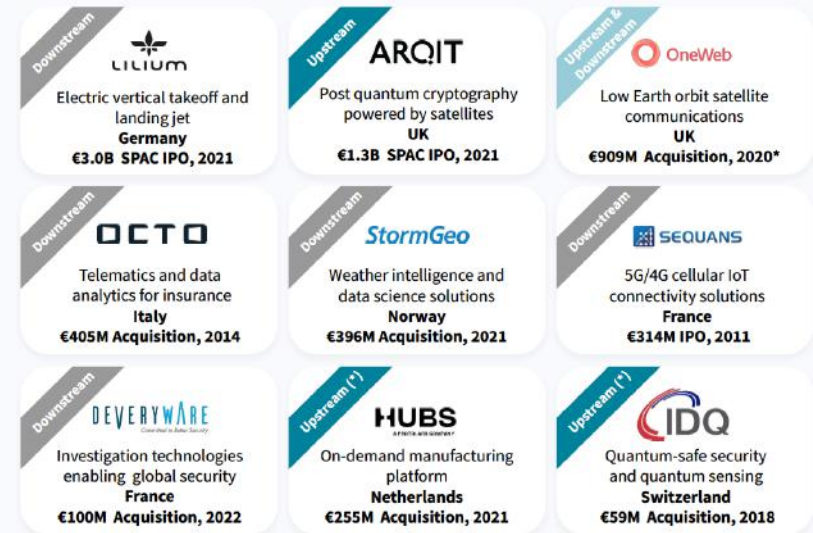 Downstream
LILIUM
Electric vertical takeoff and
landing jet
Germany
€3.0B SPAC IPO, 2021
Upstream
ARQIT
Post quantum cryptography
powered by satellites
UK
€1.3B SPAC IPO, 2021
Upstream &
Downstream
OneWeb
Low Earth orbit satellite
communications
UK
€909M Acquisition, 2020*
Downstream
OCTO
Telematics and data
analytics for insurance
Italy
€405M Acquisition, 2014
Downstream
StormGeo
Weather intelligence and
data science solutions
Norway
€396M Acquisition, 2021
Downstream
SEQUANS
5G/4G cellular IoT
connectivity solutions
France
€314M IPO, 2011
Downstream
DEVERYWARE
Committed to Better Security
Investigation technologies
enabling global security
France
€100M Acquisition, 2022
Upstream (*)
HUBS
On-demand manufacturing
platform
Netherlands
€255M Acquisition, 2021
Upstream (*)
IDQ
Quantum-safe security
and quantum sensing
Switzerland
€59M Acquisition, 2018